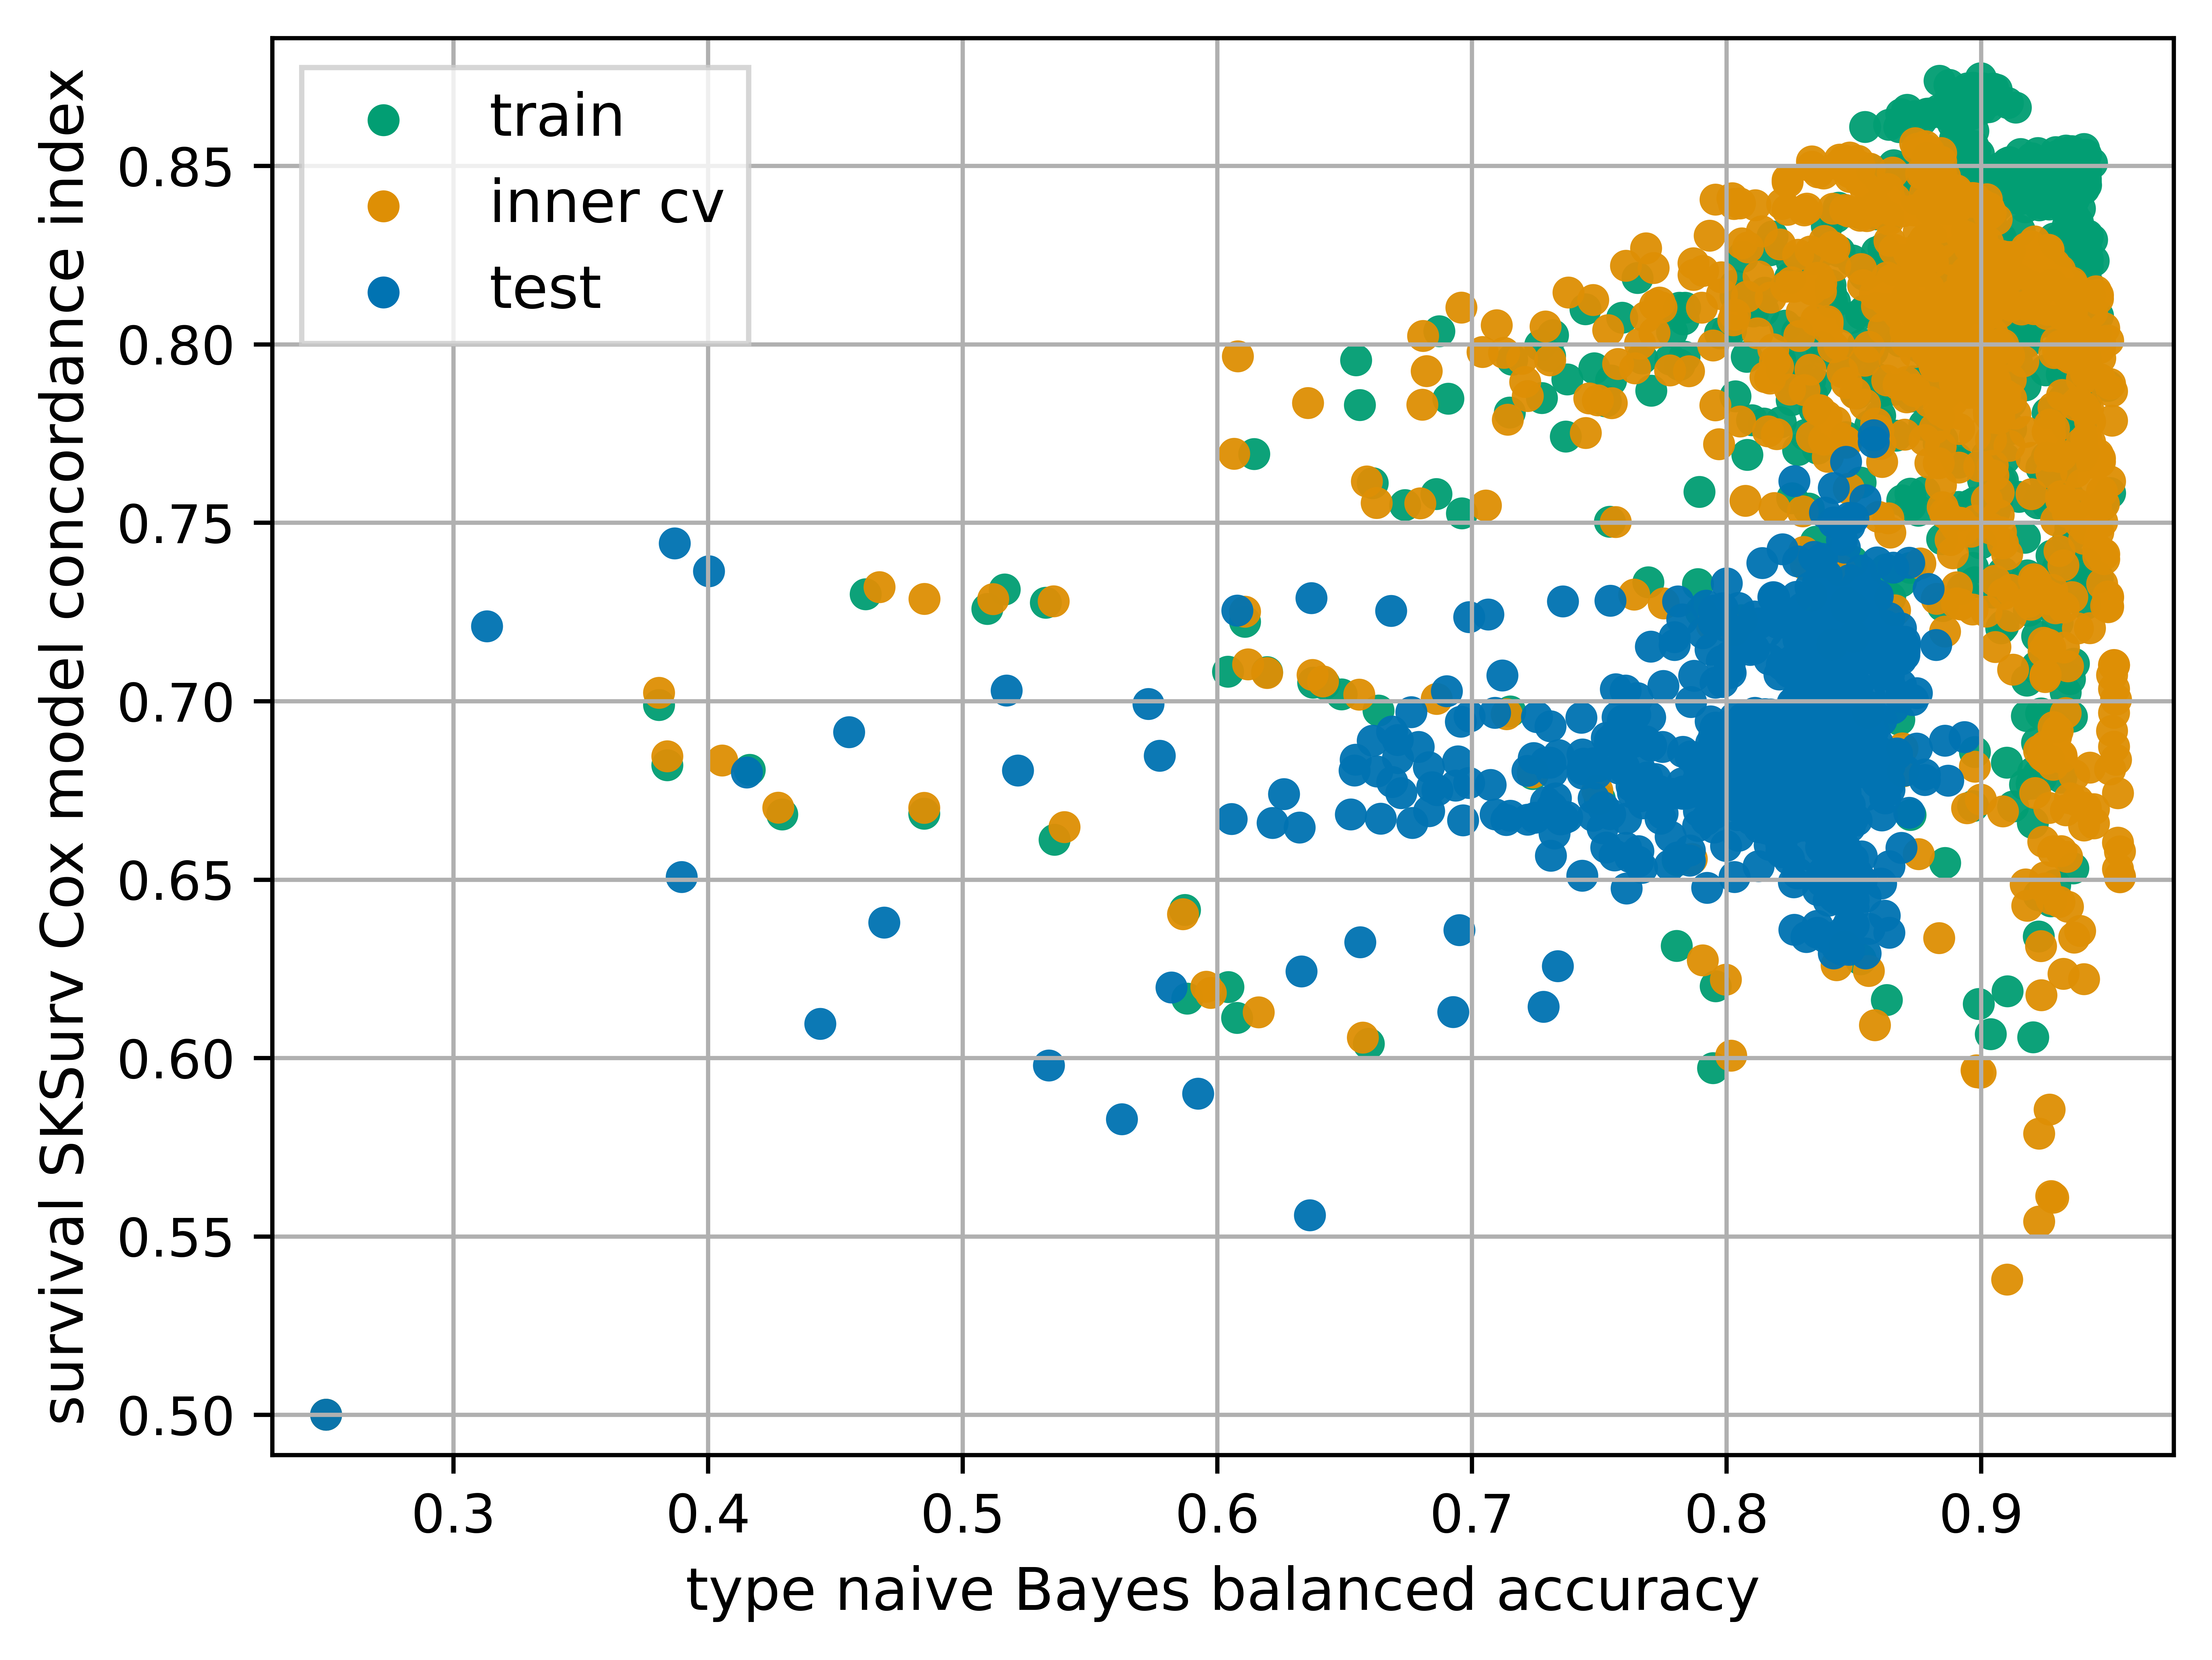 train
inner cv
test
survival SKSurv Cox model concordance index
0.85
0.80
0.75
0.70
0.65
0.60
0.55
0.50
0.3 0.4 0.5 0.6 0.7 0.8 0.9
type naive Bayes balanced accuracy